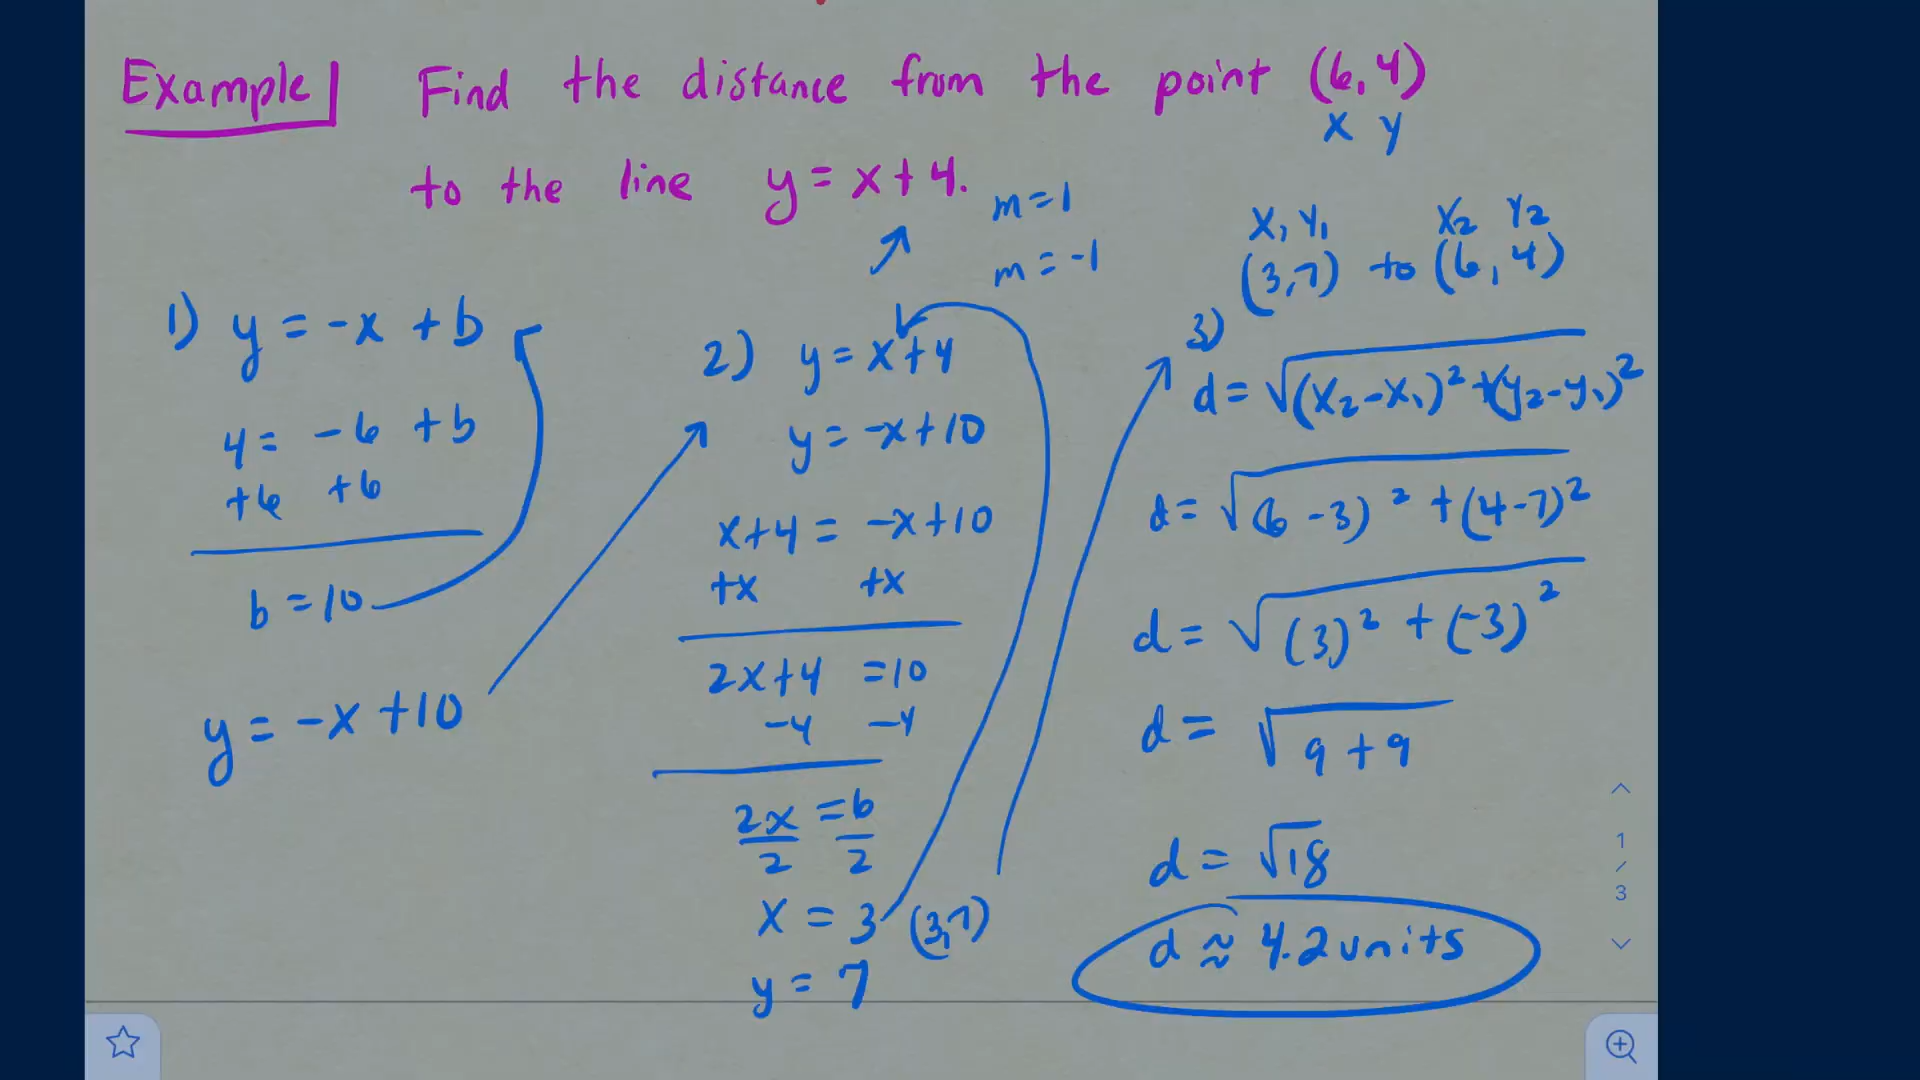 Example Find the distance from the point (6,4)
x y
to the line y = x + 4.
m = 1
m = -1
1) y = -x + b
4 = -6 + b
+6 +6
b = 10
y = -x + 10
2) y = x + 4
y = -x + 10
x + 4 = -x + 10
+x +x
2x + 4 = 10
-4 -4
2x = 6
2 2
x = 3 (3,7)
y = 7
x₁ y₁ x₂ y₂
(3,7) to (6,4)
3)
d = √(x₂-x₁)² + (y₂-y₁)²
d = √(6-3)² + (4-7)²
d = √(3)² + (-3)²
d = √9 + 9
d = √18
d ≈ 4.2 units
1
/
3